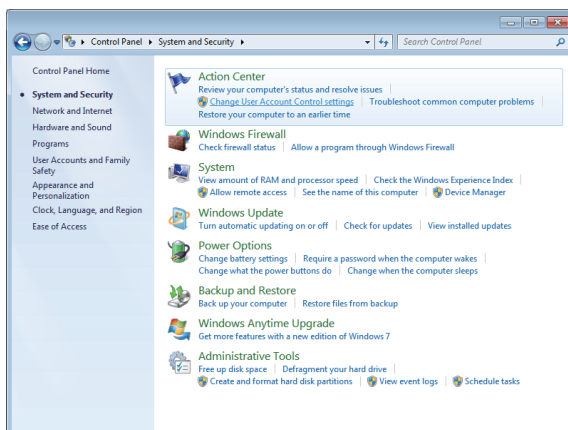 Control Panel System and Security Search Control Panel
Control Panel Home
System and Security
Network and Internet
Hardware and Sound
Programs
User Accounts and Family
Safety
Appearance and
Personalization
Clock, Language, and Region
Ease of Access
Action Center
Review your computer's status and resolve issues
Change User Account Control settings Troubleshoot common computer problems
Restore your computer to an earlier time
Windows Firewall
Check firewall status Allow a program through Windows Firewall
System
View amount of RAM and processor speed Check the Windows Experience Index
Allow remote access See the name of this computer Device Manager
Windows Update
Turn automatic updating on or off Check for updates View installed updates
Power Options
Change battery settings Require a password when the computer wakes
Change what the power buttons do Change when the computer sleeps
Backup and Restore
Back up your computer Restore files from backup
Windows Anytime Upgrade
Get more features with a new edition of Windows 7
Administrative Tools
Free up disk space Defragment your hard drive
Create and format hard disk partitions View event logs Schedule tasks